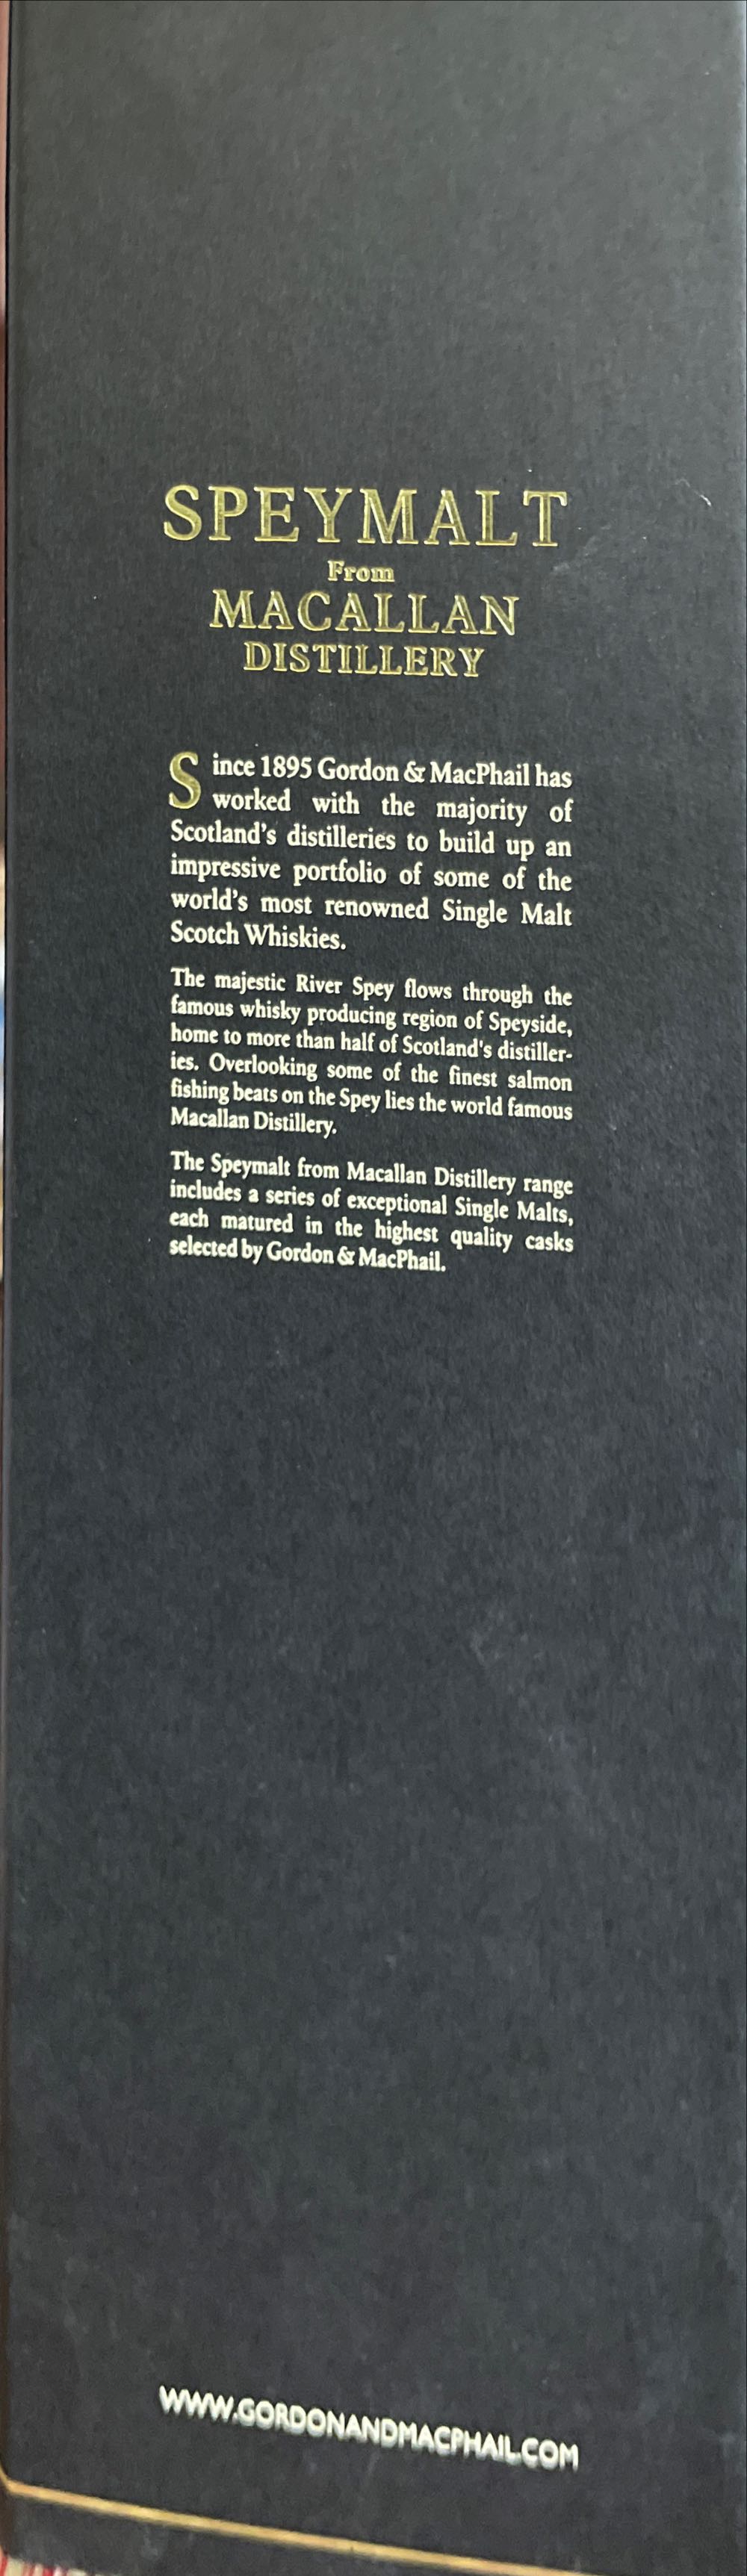 SPEYMALT
From
MACALLAN
DISTILLERY
Since 1895 Gordon & MacPhail has
worked with the majority of
Scotland's distilleries to build up an
impressive portfolio of some of the
world's most renowned Single Malt
Scotch Whiskies.
The majestic River Spey flows through the
famous whisky producing region of Speyside,
home to more than half of Scotland's distiller-
ies. Overlooking some of the finest salmon
fishing beats on the Spey lies the world famous
Macallan Distillery.
The Speymalt from Macallan Distillery range
includes a series of exceptional Single Malts,
each matured in the highest quality casks
selected by Gordon & MacPhail.
WWW.GORDONANDMACPHAIL.COM